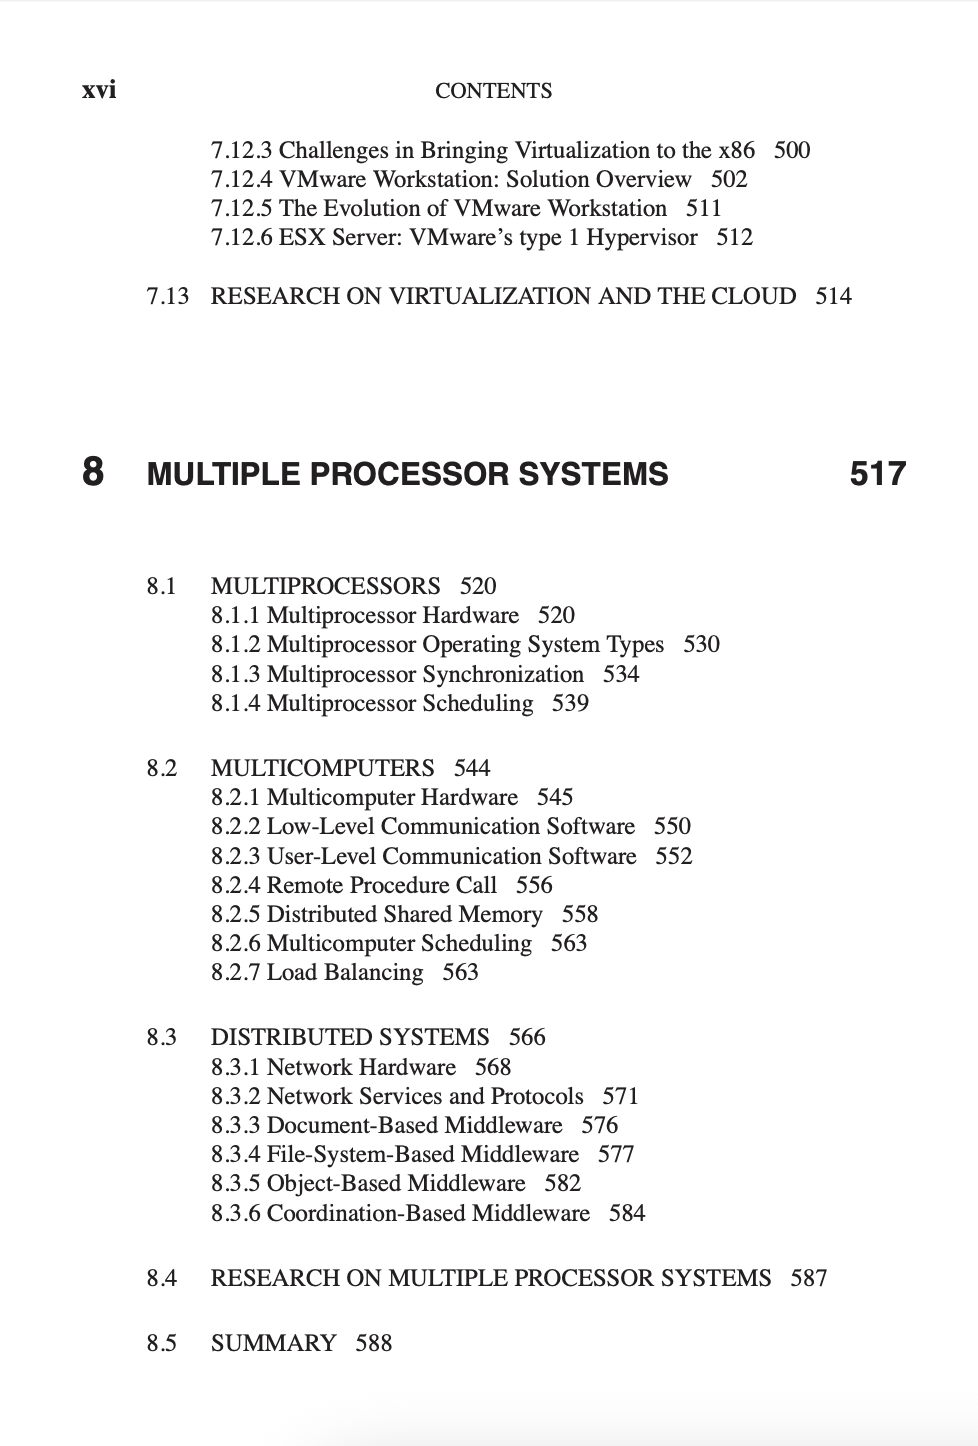 xvi CONTENTS
7.12.3 Challenges in Bringing Virtualization to the x86 500
7.12.4 VMware Workstation: Solution Overview 502
7.12.5 The Evolution of VMware Workstation 511
7.12.6 ESX Server: VMware’s type 1 Hypervisor 512
7.13 RESEARCH ON VIRTUALIZATION AND THE CLOUD 514
8 MULTIPLE PROCESSOR SYSTEMS 517
8.1 MULTIPROCESSORS 520
8.1.1 Multiprocessor Hardware 520
8.1.2 Multiprocessor Operating System Types 530
8.1.3 Multiprocessor Synchronization 534
8.1.4 Multiprocessor Scheduling 539
8.2 MULTICOMPUTERS 544
8.2.1 Multicomputer Hardware 545
8.2.2 Low-Level Communication Software 550
8.2.3 User-Level Communication Software 552
8.2.4 Remote Procedure Call 556
8.2.5 Distributed Shared Memory 558
8.2.6 Multicomputer Scheduling 563
8.2.7 Load Balancing 563
8.3 DISTRIBUTED SYSTEMS 566
8.3.1 Network Hardware 568
8.3.2 Network Services and Protocols 571
8.3.3 Document-Based Middleware 576
8.3.4 File-System-Based Middleware 577
8.3.5 Object-Based Middleware 582
8.3.6 Coordination-Based Middleware 584
8.4 RESEARCH ON MULTIPLE PROCESSOR SYSTEMS 587
8.5 SUMMARY 588